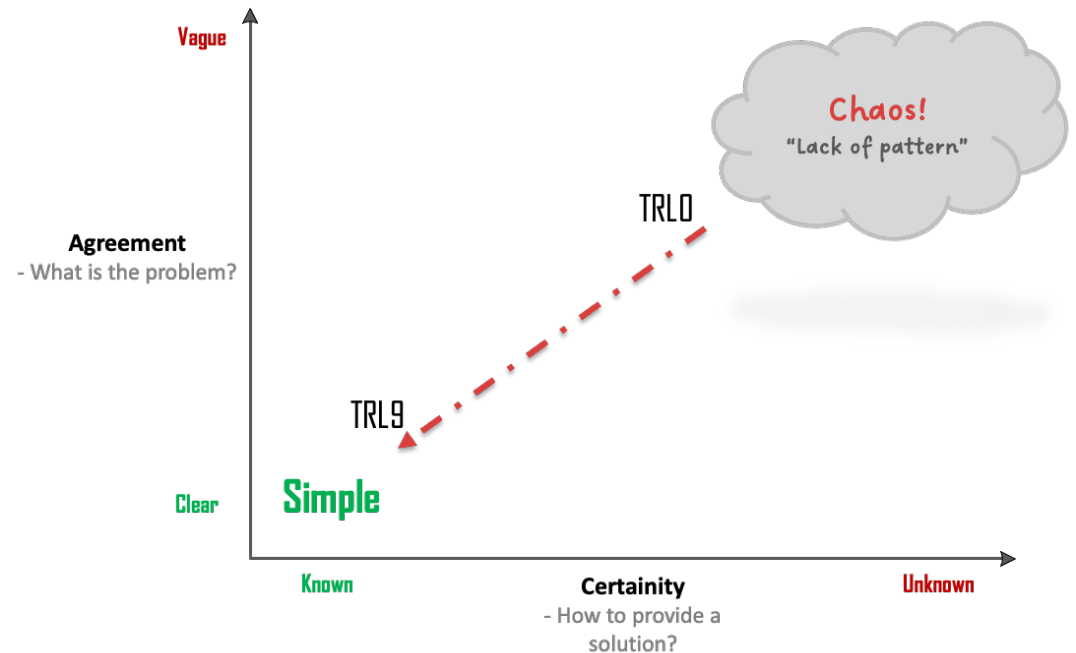 Vague
Chaos!
“Lack of pattern”
TRL0
Agreement
- What is the problem?
TRL9
Simple
Clear
Known
Certainity
Unknown
- How to provide a
solution?